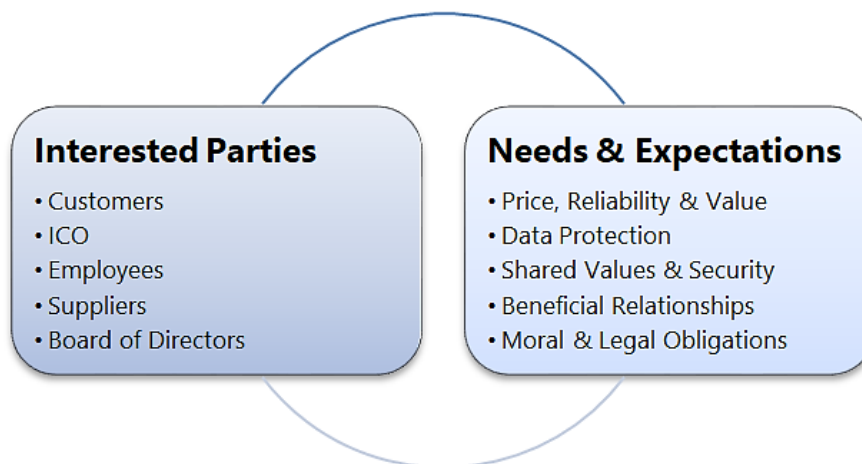 Interested Parties
• Customers
• ICO
• Employees
• Suppliers
• Board of Directors
Needs & Expectations
• Price, Reliability & Value
• Data Protection
• Shared Values & Security
• Beneficial Relationships
• Moral & Legal Obligations